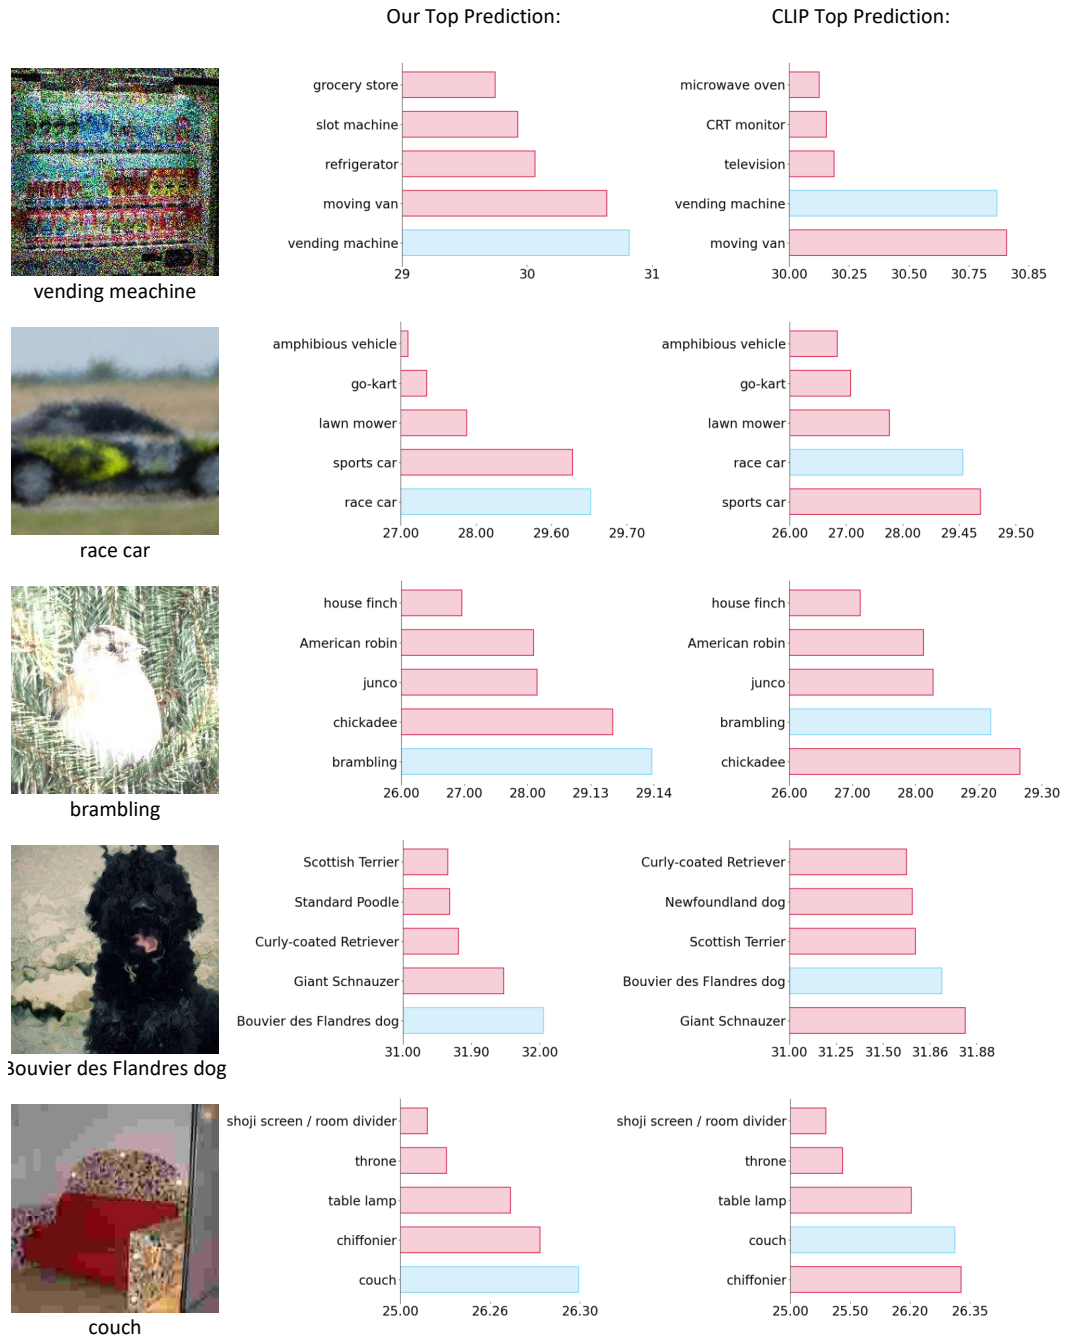 Our Top Prediction:
CLIP Top Prediction:
grocery store
slot machine
refrigerator
moving van
vending machine
29 30 31
microwave oven
CRT monitor
television
vending machine
moving van
30.00 30.25 30.50 30.75 30.85
vending meachine
amphibious vehicle
go-kart
lawn mower
sports car
race car
27.00 28.00 29.60 29.70
amphibious vehicle
go-kart
lawn mower
race car
sports car
26.00 27.00 28.00 29.45 29.50
race car
house finch
American robin
junco
chickadee
brambling
26.00 27.00 28.00 29.13 29.14
house finch
American robin
junco
brambling
chickadee
26.00 27.00 28.00 29.20 29.30
brambling
Scottish Terrier
Standard Poodle
Curly-coated Retriever
Giant Schnauzer
Bouvier des Flandres dog
31.00 31.90 32.00
Curly-coated Retriever
Newfoundland dog
Scottish Terrier
Bouvier des Flandres dog
Giant Schnauzer
31.00 31.25 31.50 31.86 31.88
Bouvier des Flandres dog
shoji screen / room divider
throne
table lamp
chiffonier
couch
25.00 26.26 26.30
shoji screen / room divider
throne
table lamp
couch
chiffonier
25.00 25.50 26.20 26.35
couch